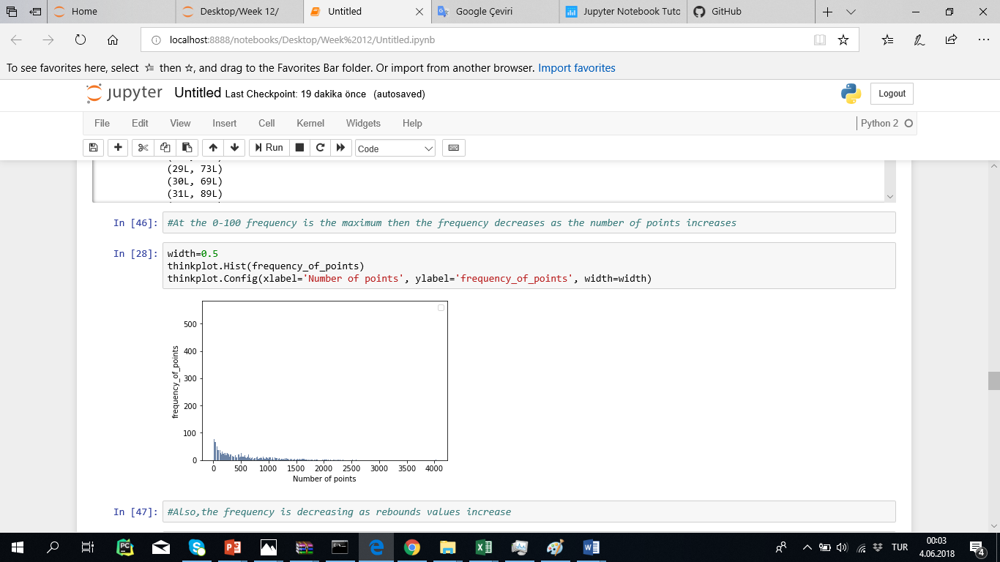 Home
Desktop/Week 12/
Untitled
Google Çeviri
Jupyter Notebook Tuto
GitHub
localhost:8888/notebooks/Desktop/Week%2012/Untitled.ipynb
To see favorites here, select then , and drag to the Favorites Bar folder. Or import from another browser. Import favorites
jupyter Untitled Last Checkpoint: 19 dakika önce (autosaved)
Logout
File Edit View Insert Cell Kernel Widgets Help
Python 2
Run
Code
(29L, 73L)
(30L, 69L)
(31L, 89L)
In [46]: #At the 0-100 frequency is the maximum then the frequency decreases as the number of points increases
In [28]: width=0.5
thinkplot.Hist(frequency_of_points)
thinkplot.Config(xlabel='Number of points', ylabel='frequency_of_points', width=width)
frequency_of_points
500
400
300
200
100
0
0 500 1000 1500 2000 2500 3000 3500 4000
Number of points
In [47]: #Also,the frequency is decreasing as rebounds values increase
TUR
00:03
4.06.2018
4